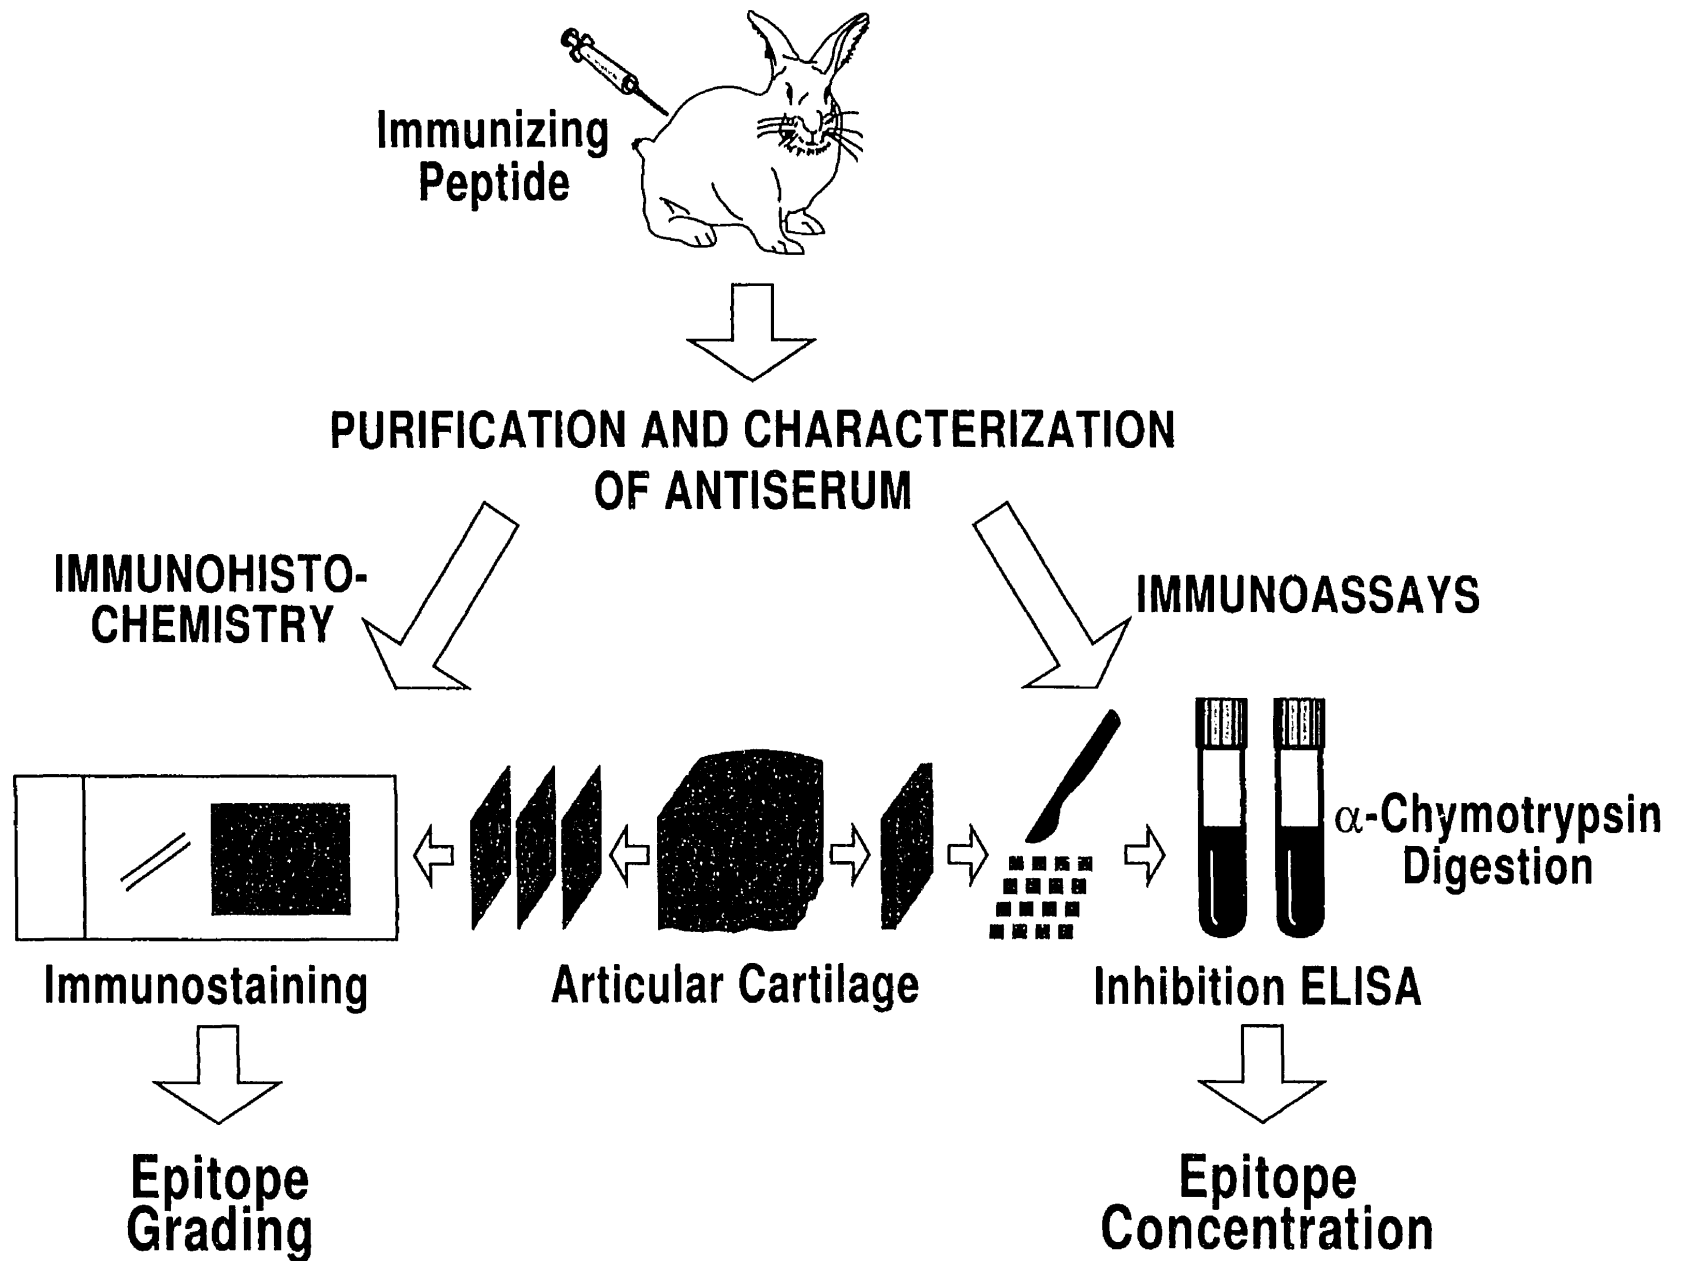 Immunizing
Peptide
PURIFICATION AND CHARACTERIZATION
OF ANTISERUM
IMMUNOHISTO-
CHEMISTRY
IMMUNOASSAYS
α-Chymotrypsin
Digestion
Immunostaining
Articular Cartilage
Inhibition ELISA
Epitope
Grading
Epitope
Concentration